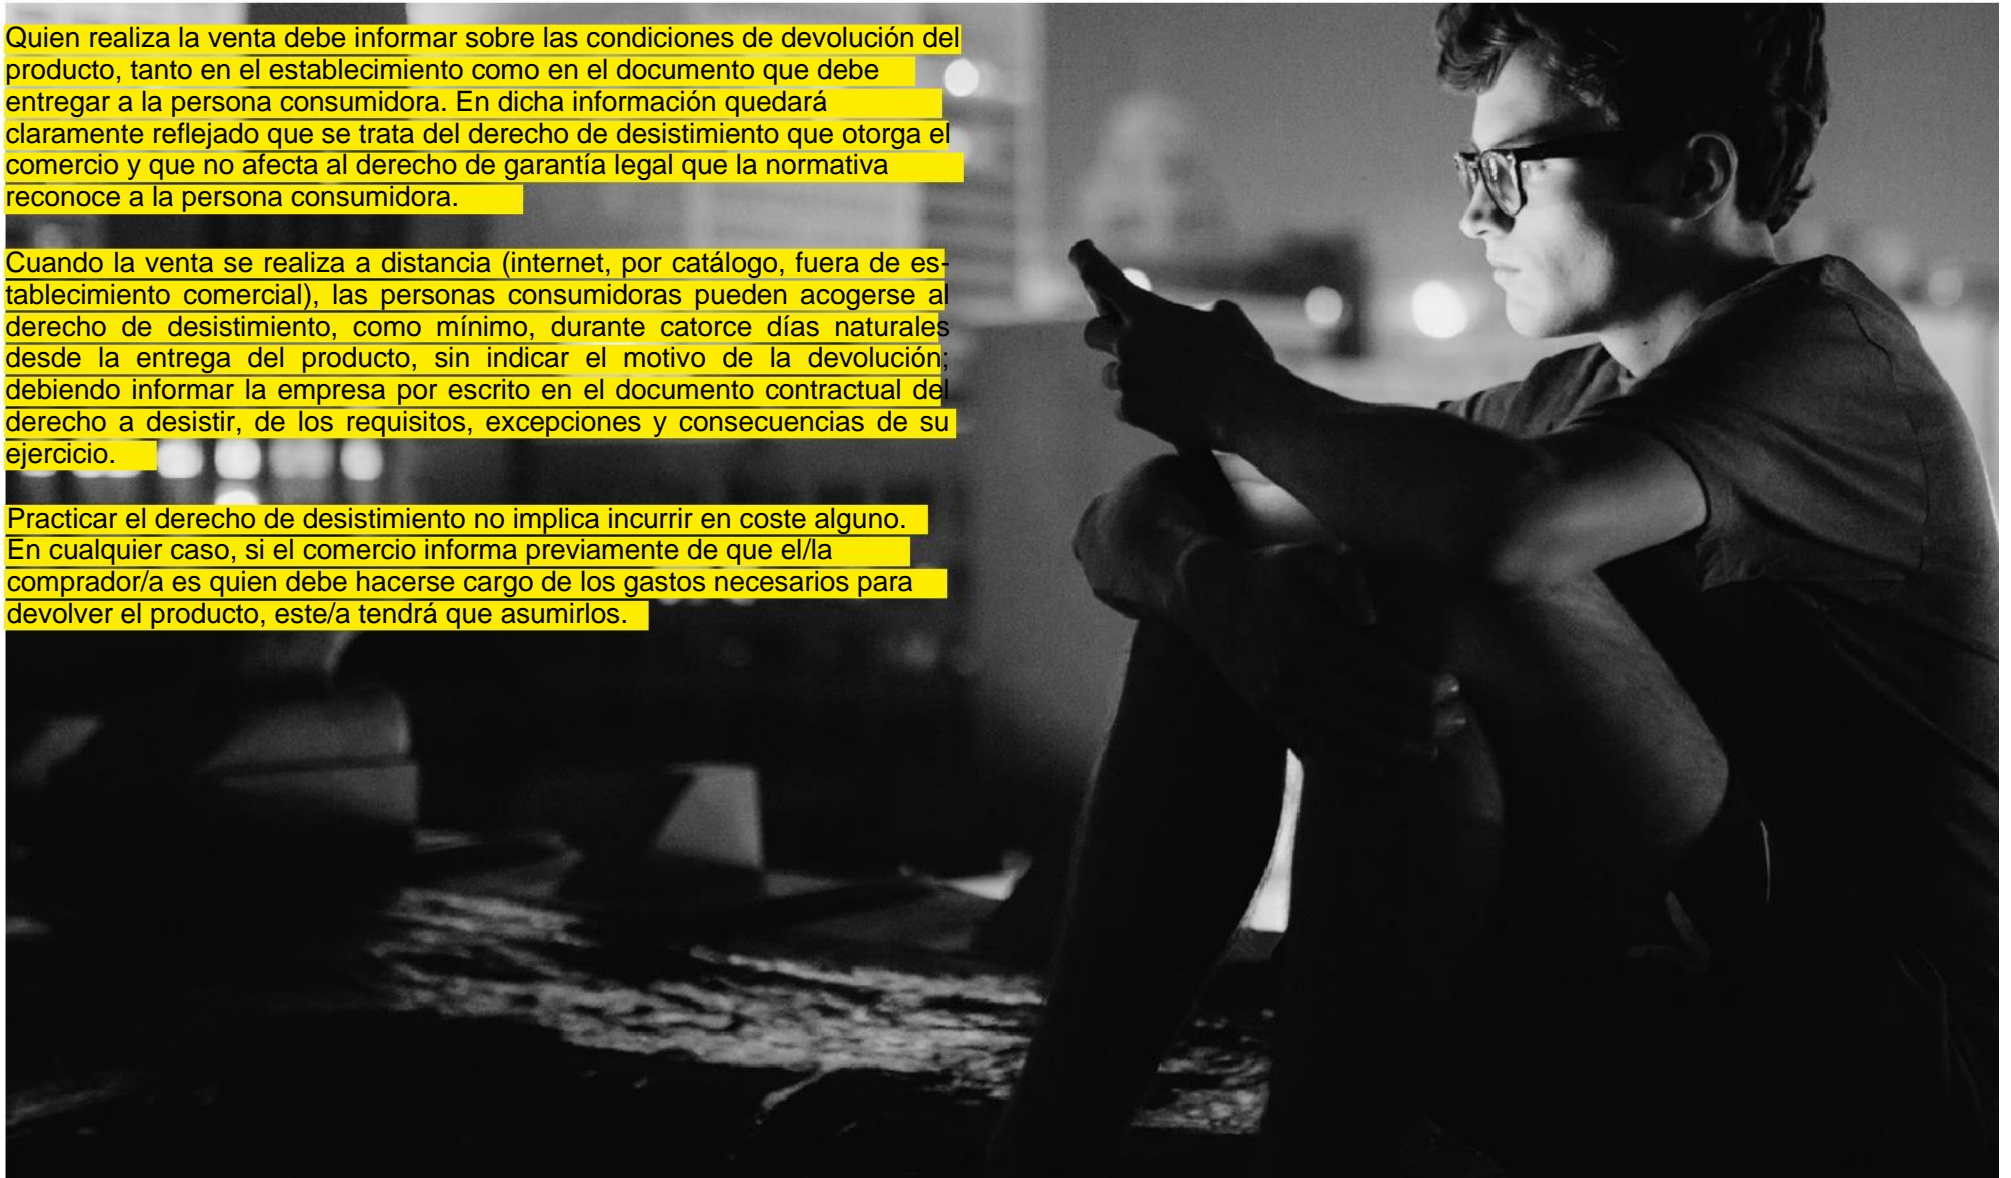 Quien realiza la venta debe informar sobre las condiciones de devolución del
producto, tanto en el establecimiento como en el documento que debe
entregar a la persona consumidora. En dicha información quedará
claramente reflejado que se trata del derecho de desistimiento que otorga el
comercio y que no afecta al derecho de garantía legal que la normativa
reconoce a la persona consumidora.
Cuando la venta se realiza a distancia (internet, por catálogo, fuera de es-
tablecimiento comercial), las personas consumidoras pueden acogerse al
derecho de desistimiento, como mínimo, durante catorce días naturales
desde la entrega del producto, sin indicar el motivo de la devolución;
debiendo informar la empresa por escrito en el documento contractual del
derecho a desistir, de los requisitos, excepciones y consecuencias de su
ejercicio.
Practicar el derecho de desistimiento no implica incurrir en coste alguno.
En cualquier caso, si el comercio informa previamente de que el/la
comprador/a es quien debe hacerse cargo de los gastos necesarios para
devolver el producto, este/a tendrá que asumirlos.